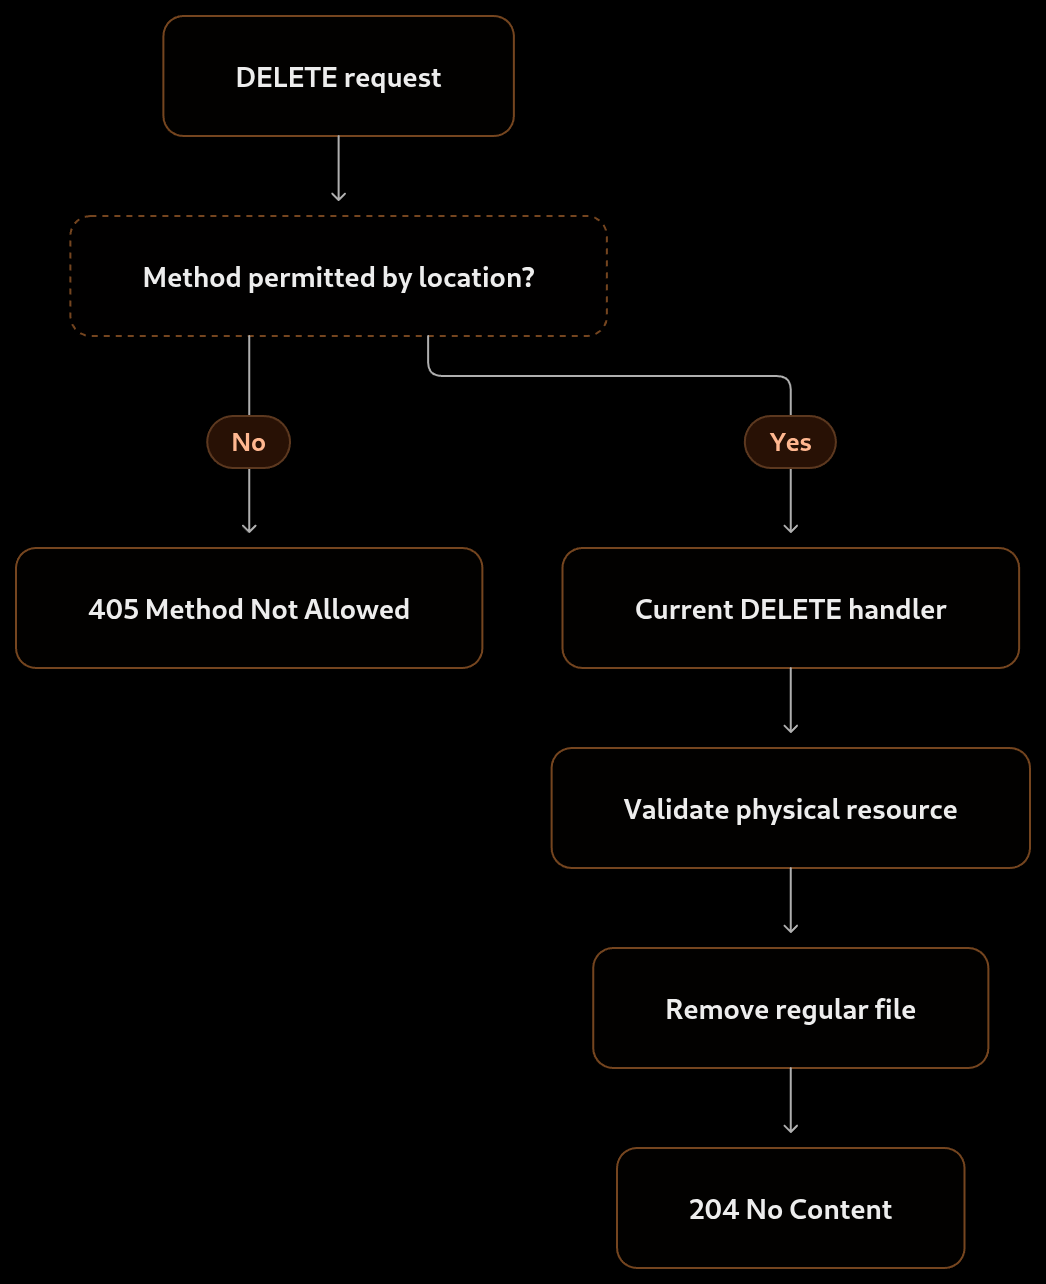 DELETE request
Method permitted by location?
No
Yes
405 Method Not Allowed
Current DELETE handler
Validate physical resource
Remove regular file
204 No Content